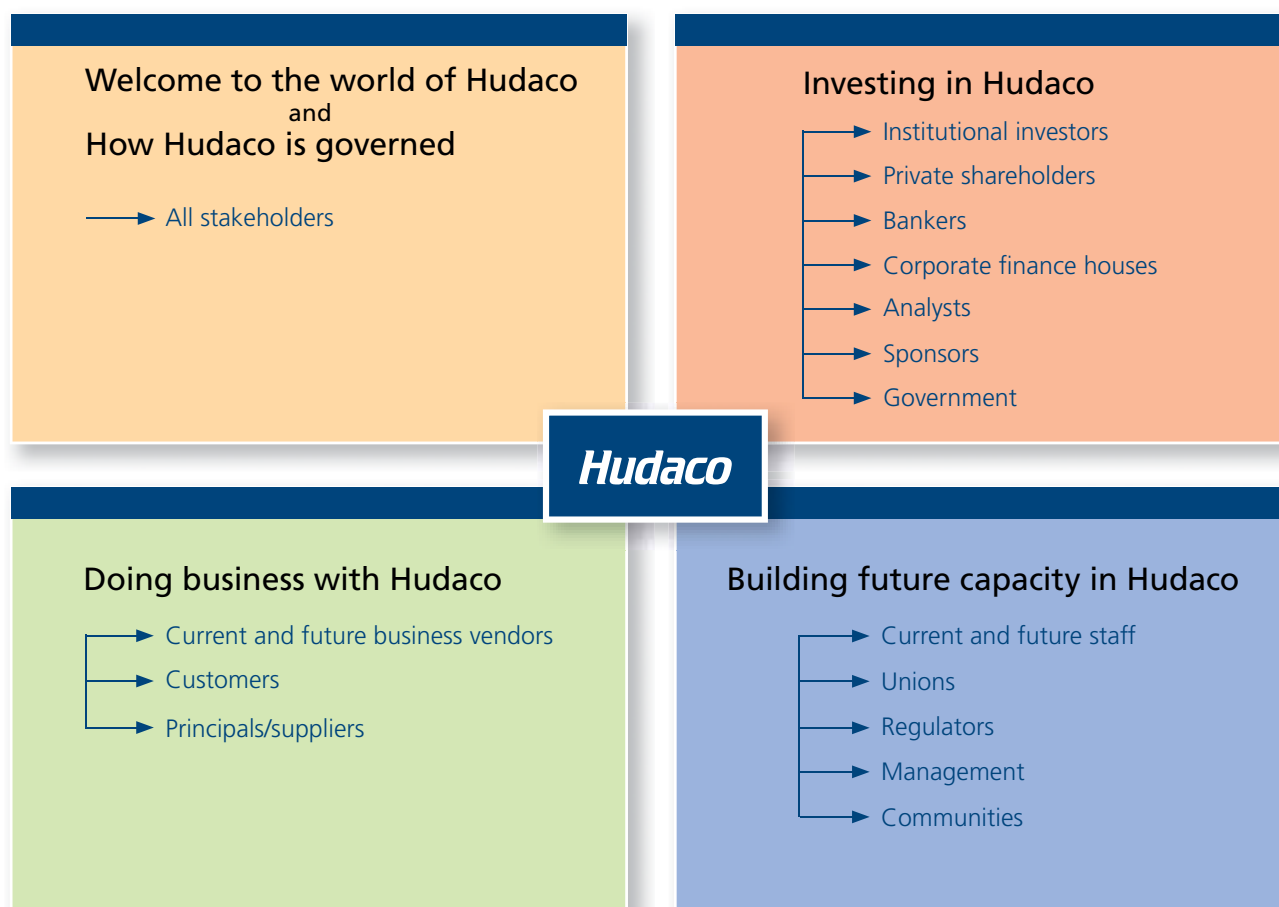 Welcome to the world of Hudaco
and
How Hudaco is governed
All stakeholders
Investing in Hudaco
Institutional investors
Private shareholders
Bankers
Corporate finance houses
Analysts
Sponsors
Government
Hudaco
Doing business with Hudaco
Current and future business vendors
Customers
Principals/suppliers
Building future capacity in Hudaco
Current and future staff
Unions
Regulators
Management
Communities